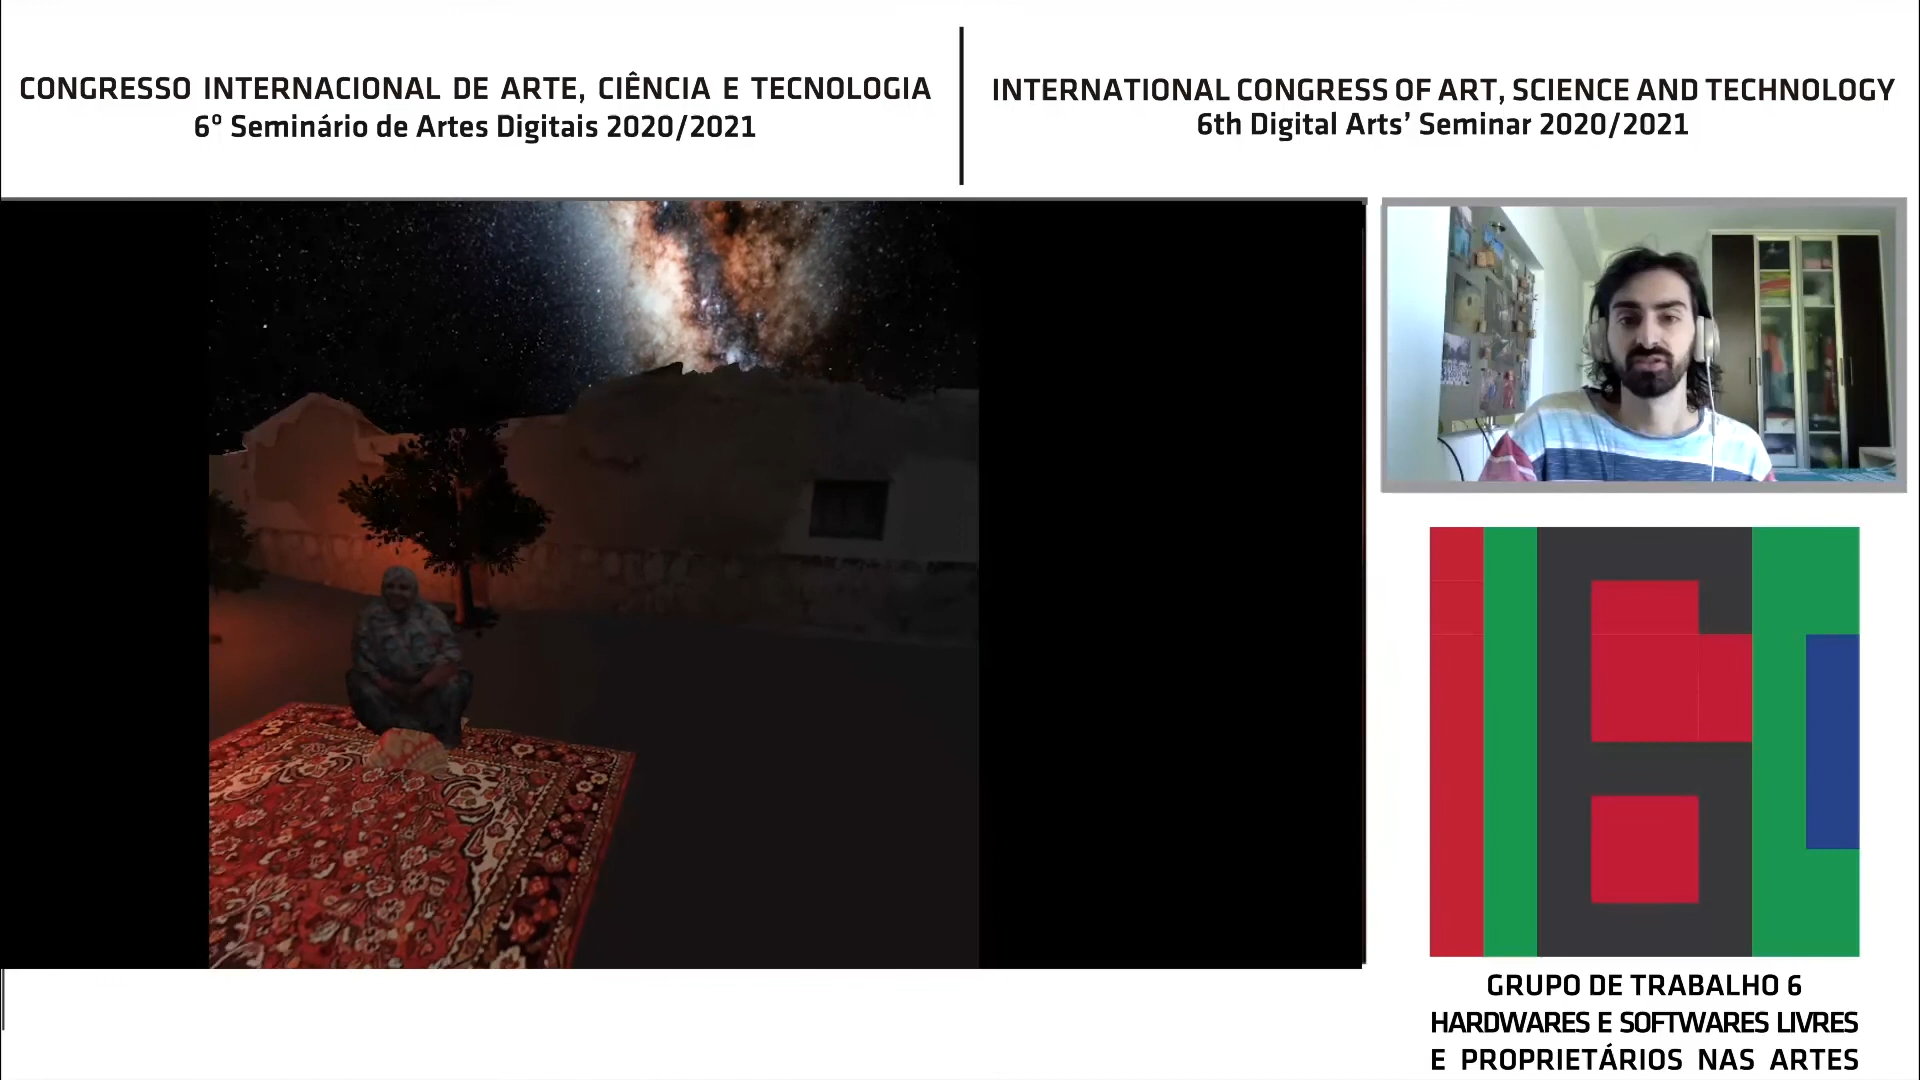 CONGRESSO INTERNACIONAL DE ARTE, CIÊNCIA E TECNOLOGIA
6º Seminário de Artes Digitais 2020/2021
INTERNATIONAL CONGRESS OF ART, SCIENCE AND TECHNOLOGY
6th Digital Arts’ Seminar 2020/2021
GRUPO DE TRABALHO 6
HARDWARES E SOFTWARES LIVRES
E PROPRIETÁRIOS NAS ARTES